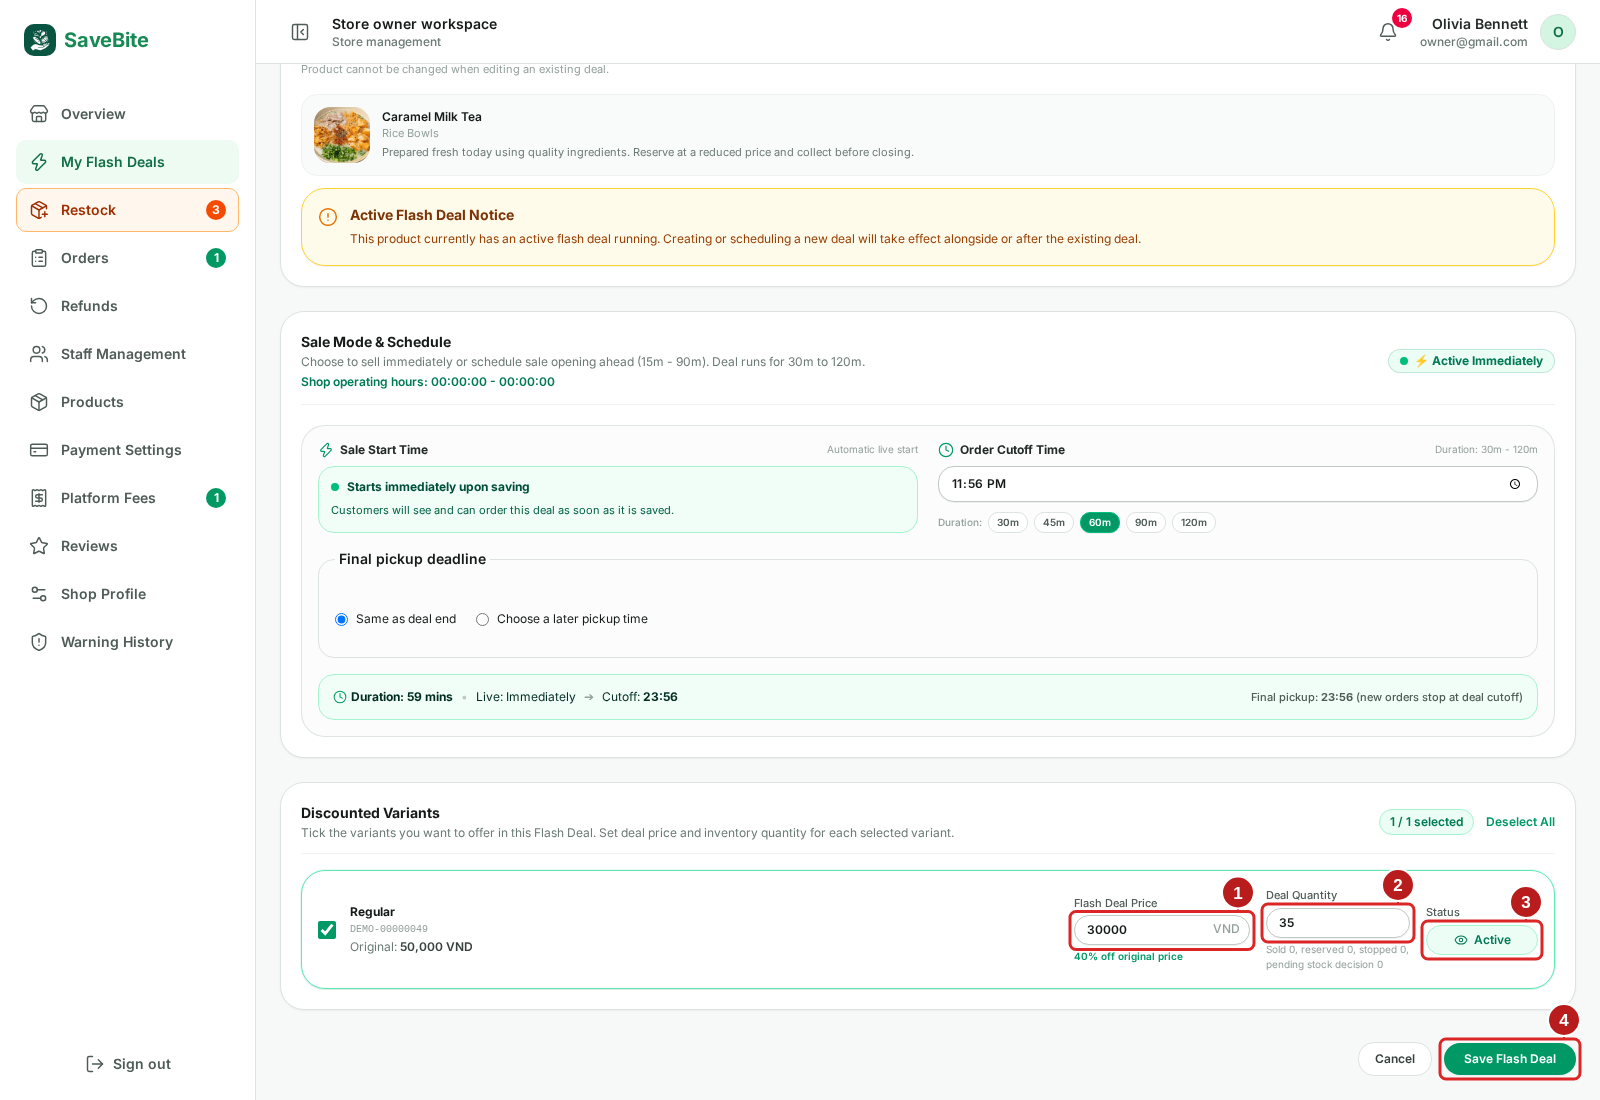 SaveBite
Overview
My Flash Deals
Restock
3
Orders
1
Refunds
Staff Management
Products
Payment Settings
Platform Fees
1
Reviews
Shop Profile
Warning History
Sign out
Store owner workspace
Store management
16
Olivia Bennett
owner@gmail.com
O
Product cannot be changed when editing an existing deal.
Caramel Milk Tea
Rice Bowls
Prepared fresh today using quality ingredients. Reserve at a reduced price and collect before closing.
Active Flash Deal Notice
This product currently has an active flash deal running. Creating or scheduling a new deal will take effect alongside or after the existing deal.
Sale Mode & Schedule
Choose to sell immediately or schedule sale opening ahead (15m - 90m). Deal runs for 30m to 120m.
Shop operating hours: 00:00:00 - 00:00:00
⚡ Active Immediately
Sale Start Time
Automatic live start
Starts immediately upon saving
Customers will see and can order this deal as soon as it is saved.
Order Cutoff Time
Duration: 30m - 120m
11:56 PM
Duration: 30m 45m 60m 90m 120m
Final pickup deadline
Same as deal end
Choose a later pickup time
Duration: 59 mins • Live: Immediately → Cutoff: 23:56
Final pickup: 23:56 (new orders stop at deal cutoff)
Discounted Variants
Tick the variants you want to offer in this Flash Deal. Set deal price and inventory quantity for each selected variant.
1 / 1 selected
Deselect All
Regular
DEMO-00000049
Original: 50,000 VND
Flash Deal Price
1
30000 VND
40% off original price
Deal Quantity
2
35
Sold 0, reserved 0, stopped 0,
pending stock decision 0
Status
3
Active
4
Cancel
Save Flash Deal